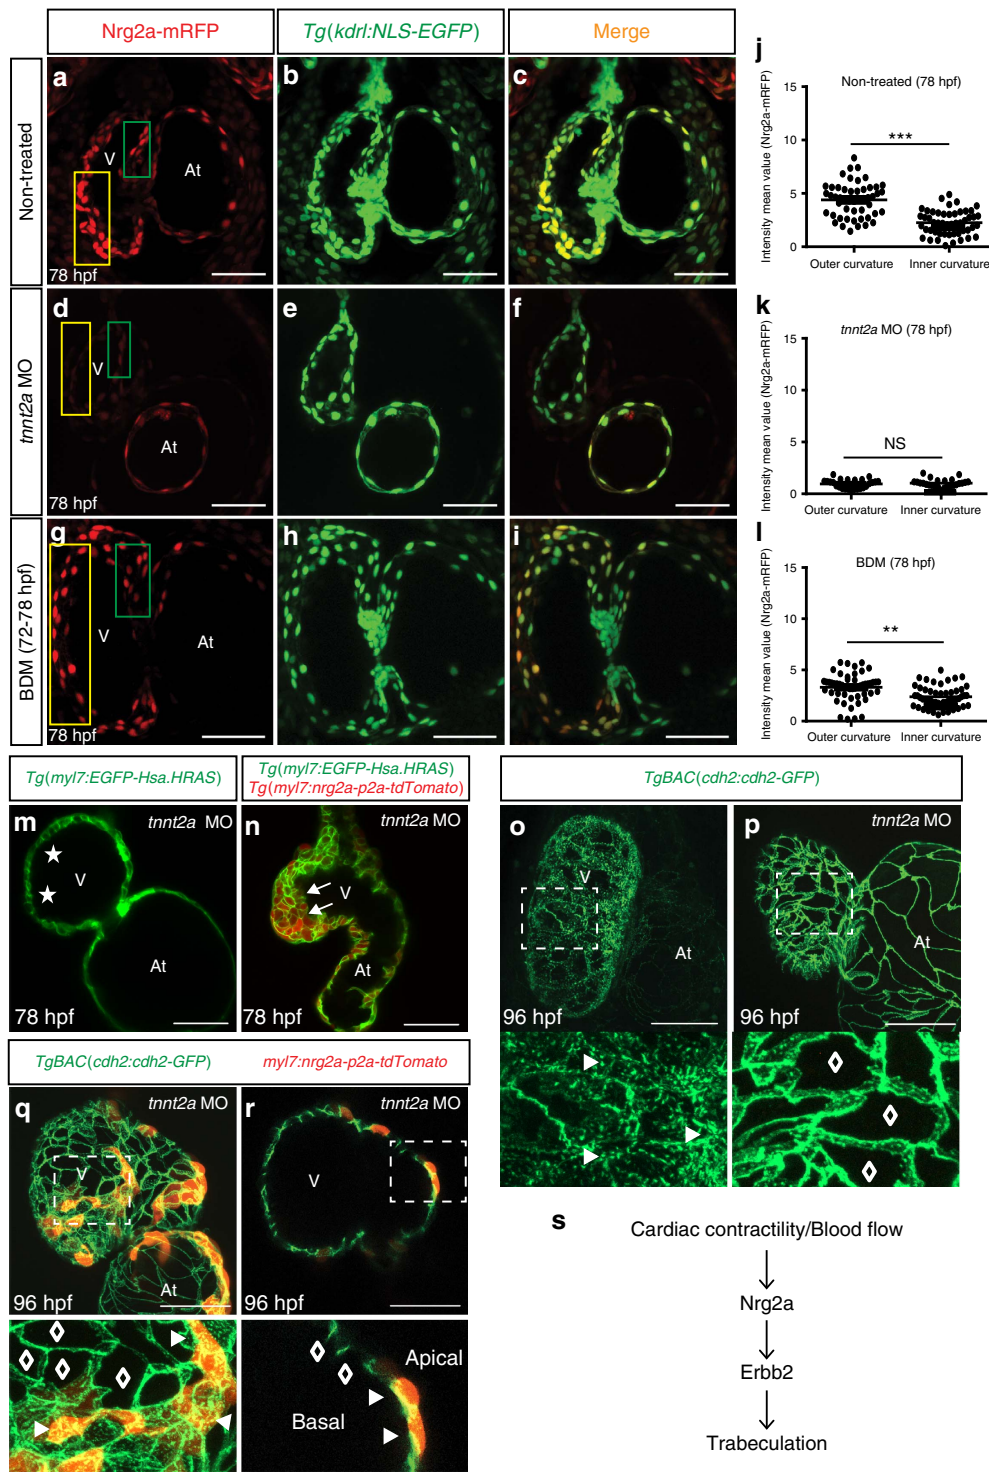 Nrg2a-mRFP
Tg(kdrl:NLS-EGFP)
Merge
Non-treated
a
V
At
78 hpf
b
c
j
Non-treated (78 hpf)
Intensity mean value (Nrg2a-mRFP)
15
10
5
0
***
Outer curvature
Inner curvature
tnnt2a MO
d
V
At
78 hpf
e
f
k
tnnt2a MO (78 hpf)
Intensity mean value (Nrg2a-mRFP)
15
10
5
0
NS
Outer curvature
Inner curvature
BDM (72-78 hpf)
g
V
At
78 hpf
h
i
l
BDM (78 hpf)
Intensity mean value (Nrg2a-mRFP)
15
10
5
0
**
Outer curvature
Inner curvature
Tg(myl7:EGFP-Hsa.HRAS)
Tg(myl7:EGFP-Hsa.HRAS)
Tg(myl7:nrg2a-p2a-tdTomato)
TgBAC(cdh2:cdh2-GFP)
m
tnnt2a MO
V
At
78 hpf
n
tnnt2a MO
V
At
78 hpf
o
V
At
96 hpf
p
tnnt2a MO
At
96 hpf
TgBAC(cdh2:cdh2-GFP)
myl7:nrg2a-p2a-tdTomato
q
tnnt2a MO
V
At
96 hpf
r
tnnt2a MO
V
96 hpf
Apical
Basal
s
Cardiac contractility/Blood flow
Nrg2a
Erbb2
Trabeculation